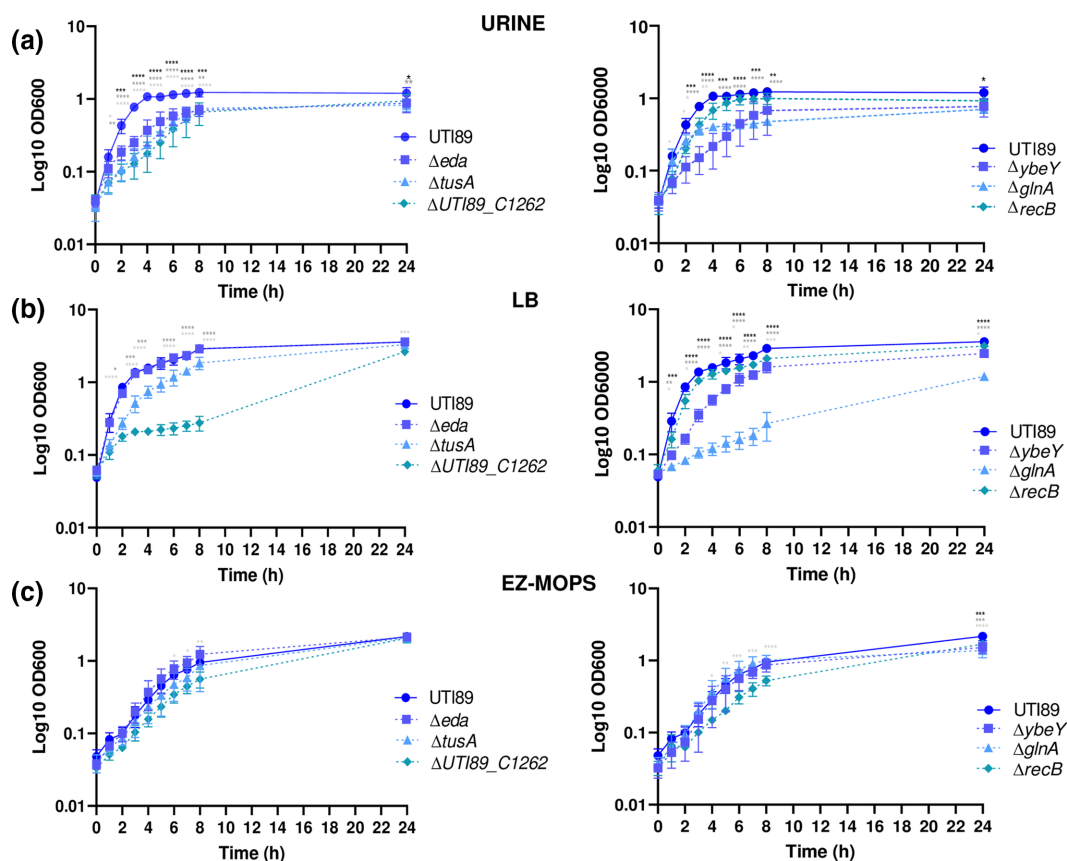 URINE
(a)
Log10 OD600
10
1
0.1
0.01
0 2 4 6 8 10 12 14 16 18 20 22 24
Time (h)
UTI89
Δeda
ΔtusA
ΔUTI89_C1262
Log10 OD6000
10
1
0.1
0.01
0 2 4 6 8 10 12 14 16 18 20 22 24
Time (h)
UTI89
ΔybeY
ΔglnA
ΔrecB
LB
(b)
Log10 OD600
10
1
0.1
0.01
0 2 4 6 8 10 12 14 16 18 20 22 24
Time (h)
UTI89
Δeda
ΔtusA
ΔUTI89_C1262
Log10 OD6000
10
1
0.1
0.01
0 2 4 6 8 10 12 14 16 18 20 22 24
Time (h)
UTI89
ΔybeY
ΔglnA
ΔrecB
EZ-MOPS
(c)
Log10 OD600
10
1
0.1
0.01
0 2 4 6 8 10 12 14 16 18 20 22 24
Time (h)
UTI89
Δeda
ΔtusA
ΔUTI89_C1262
Log10 OD600
10
1
0.1
0.01
0 2 4 6 8 10 12 14 16 18 20 22 24
Time (h)
UTI89
ΔybeY
ΔglnA
ΔrecB